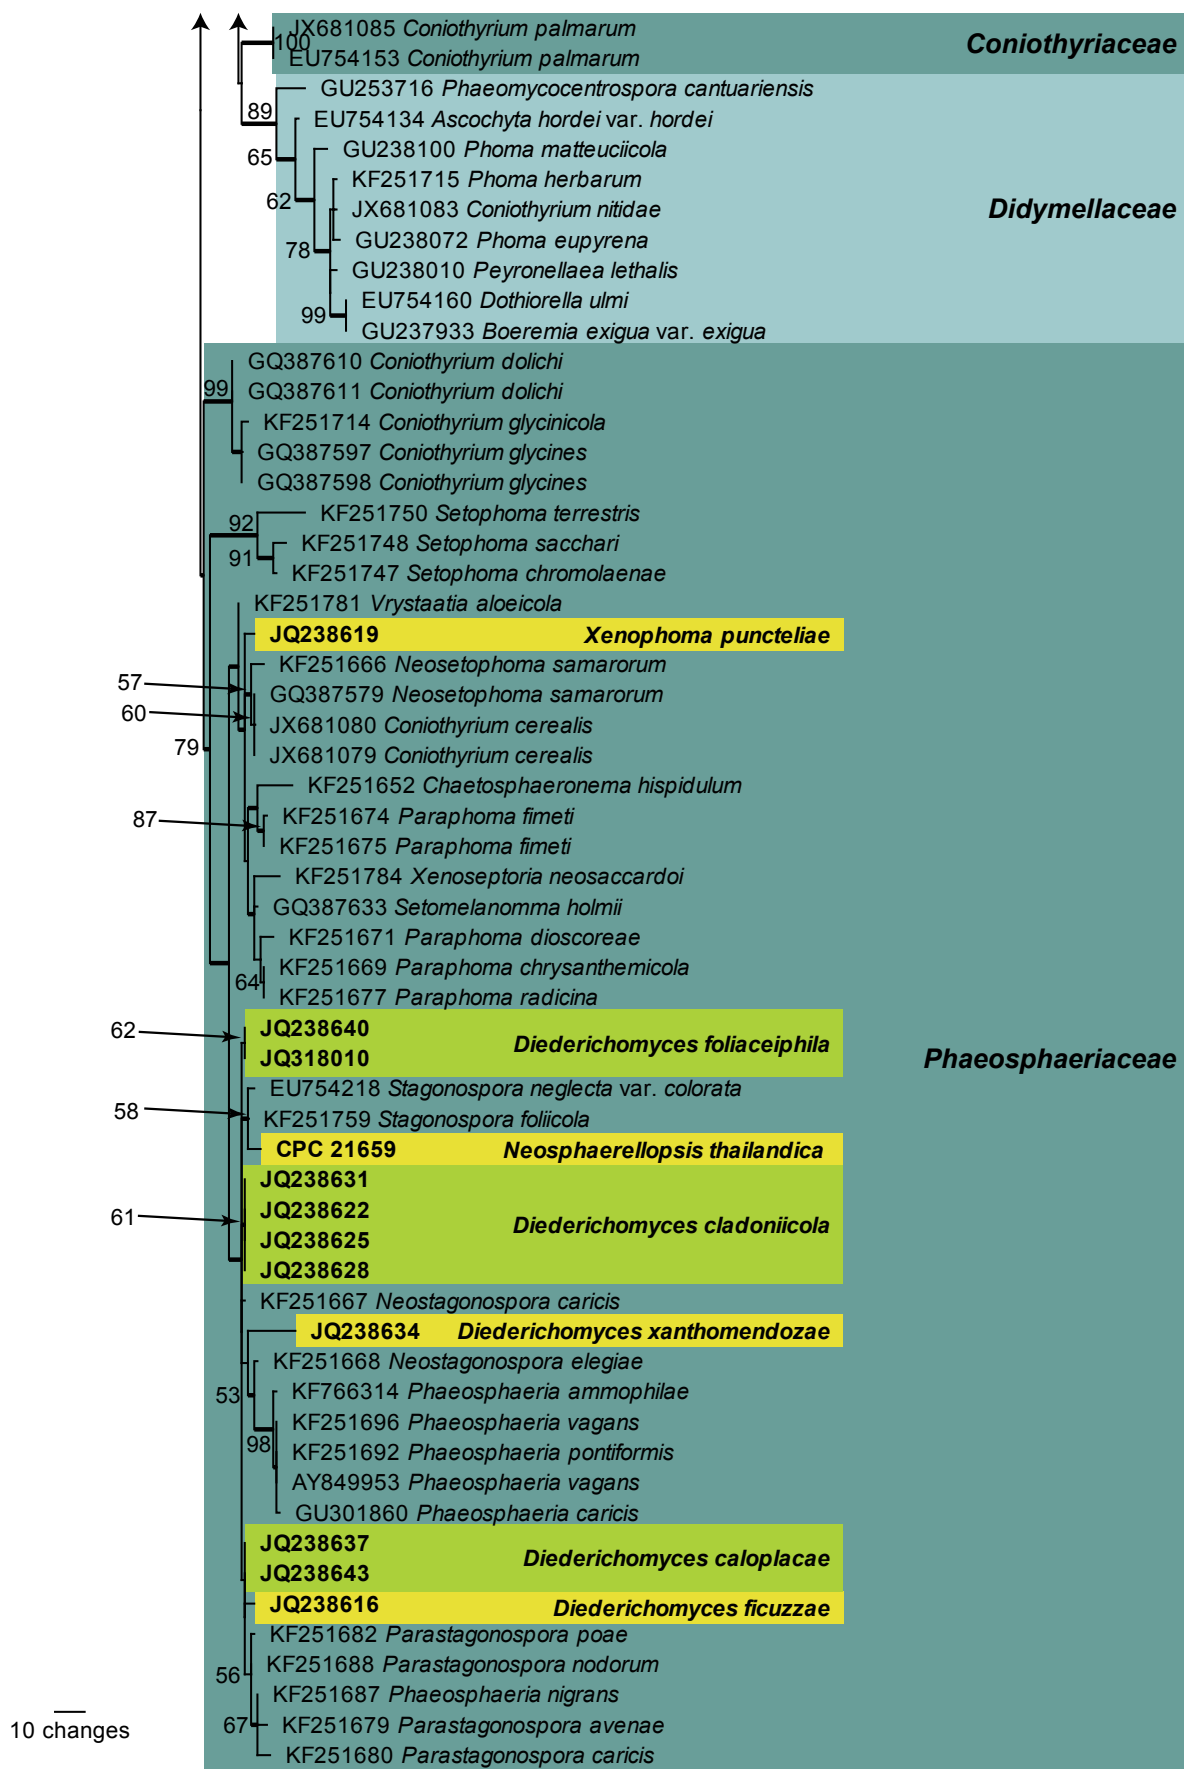 JX681085 Coniothyrium palmarum
100
EU754153 Coniothyrium palmarum
Coniothyriaceae
GU253716 Phaeomycocentrospora cantuariensis
89
EU754134 Ascochyta hordei var. hordei
65
GU238100 Phoma matteuciicola
KF251715 Phoma herbarum
62
JX681083 Coniothyrium nitidae
Didymellaceae
GU238072 Phoma eupyrena
78
GU238010 Peyronellaea lethalis
EU754160 Dothiorella ulmi
99
GU237933 Boeremia exigua var. exigua
GQ387610 Coniothyrium dolichi
99
GQ387611 Coniothyrium dolichi
KF251714 Coniothyrium glycinicola
GQ387597 Coniothyrium glycines
GQ387598 Coniothyrium glycines
KF251750 Setophoma terrestris
92
KF251748 Setophoma sacchari
91
KF251747 Setophoma chromolaenae
KF251781 Vrystaatia aloeicola
JQ238619 Xenophoma puncteliae
KF251666 Neosetophoma samarorum
57
GQ387579 Neosetophoma samarorum
60
JX681080 Coniothyrium cerealis
79
JX681079 Coniothyrium cerealis
KF251652 Chaetosphaeronema hispidulum
87
KF251674 Paraphoma fimeti
KF251675 Paraphoma fimeti
KF251784 Xenoseptoria neosaccardoi
GQ387633 Setomelanomma holmii
KF251671 Paraphoma dioscoreae
KF251669 Paraphoma chrysanthemicola
64
KF251677 Paraphoma radicina
62
JQ238640
Diederichomyces foliaceiphila
JQ318010
Phaeosphaeriaceae
EU754218 Stagonospora neglecta var. colorata
58
KF251759 Stagonospora foliicola
CPC 21659 Neosphaerellopsis thailandica
JQ238631
61
JQ238622
Diederichomyces cladoniicola
JQ238625
JQ238628
KF251667 Neostagonospora caricis
JQ238634 Diederichomyces xanthomendozae
KF251668 Neostagonospora elegiae
53
KF766314 Phaeosphaeria ammophilae
KF251696 Phaeosphaeria vagans
98
KF251692 Phaeosphaeria pontiformis
AY849953 Phaeosphaeria vagans
GU301860 Phaeosphaeria caricis
JQ238637
Diederichomyces caloplacae
JQ238643
JQ238616 Diederichomyces ficuzzae
KF251682 Parastagonospora poae
56
KF251688 Parastagonospora nodorum
KF251687 Phaeosphaeria nigrans
67
KF251679 Parastagonospora avenae
KF251680 Parastagonospora caricis
10 changes